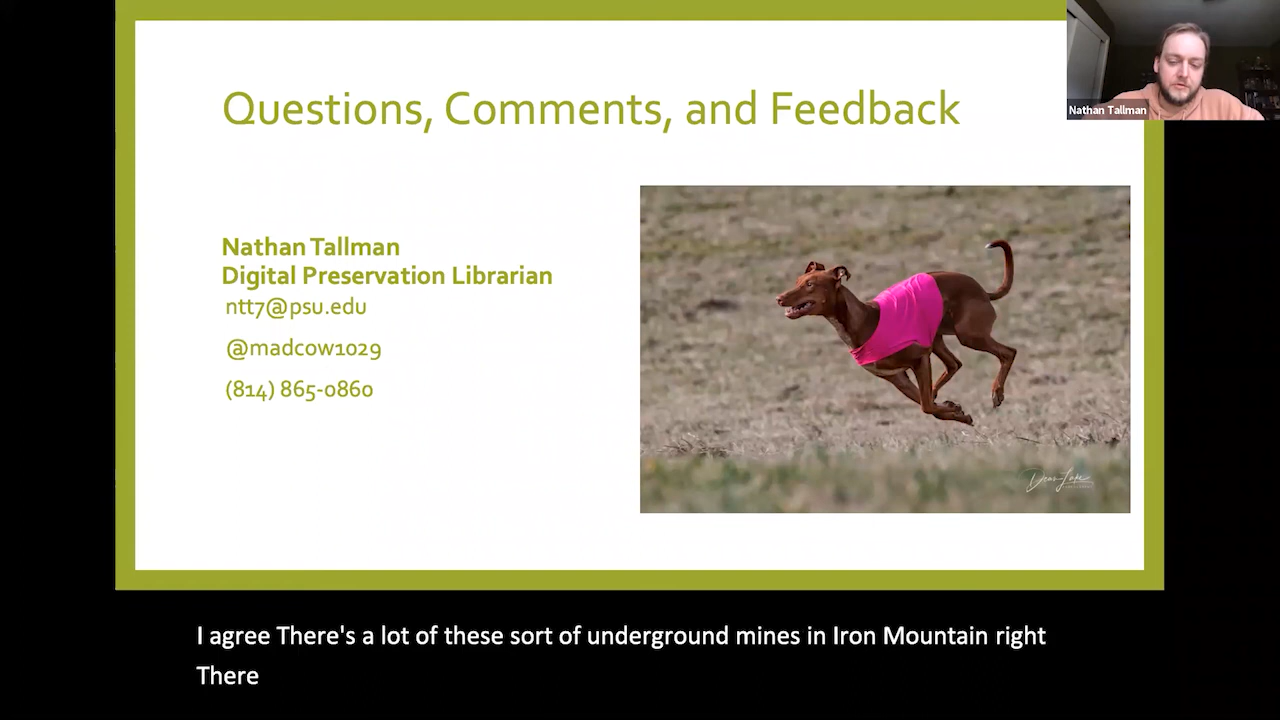 Questions, Comments, and Feedback
Nathan Tallman
Nathan Tallman
Digital Preservation Librarian
ntt7@psu.edu
@madcow1029
(814) 865-0860
I agree There's a lot of these sort of underground mines in Iron Mountain right
There